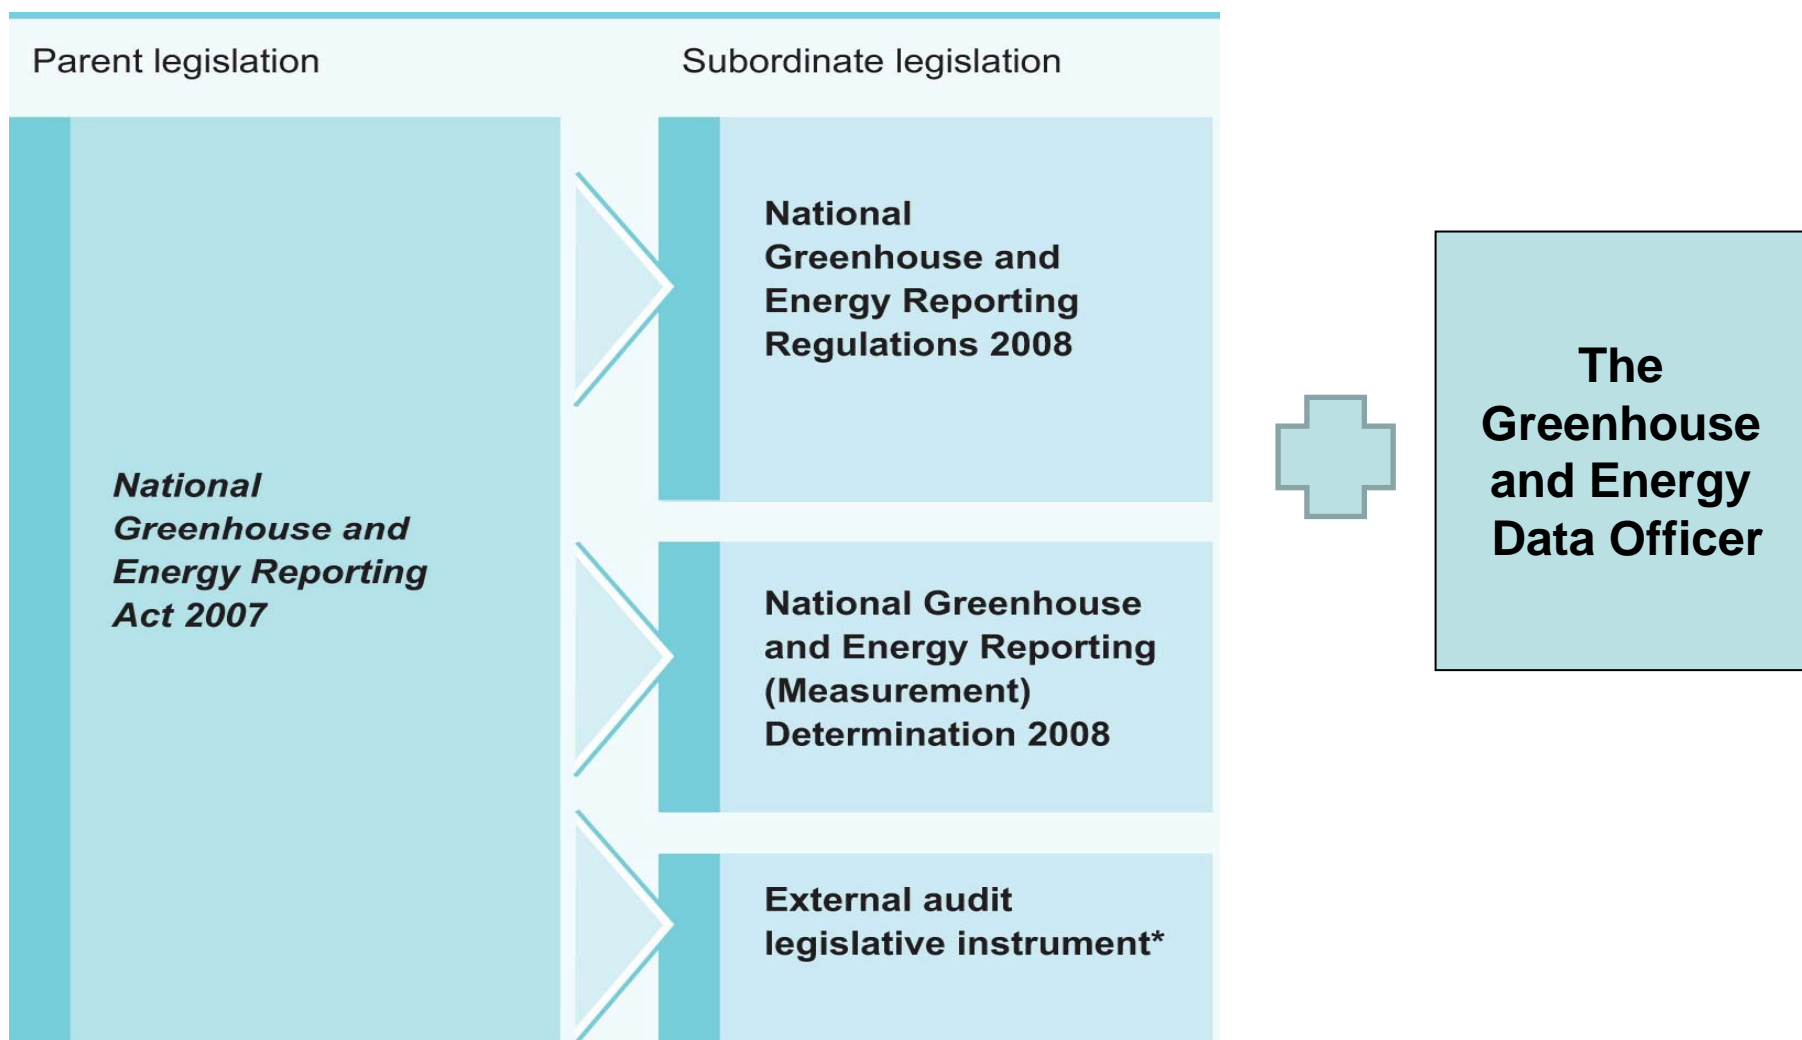 Parent legislation
Subordinate legislation
National
Greenhouse and
Energy Reporting
Act 2007
National
Greenhouse and
Energy Reporting
Regulations 2008
National Greenhouse
and Energy Reporting
(Measurement)
Determination 2008
External audit
legislative instrument*
The
Greenhouse
and Energy
Data Officer